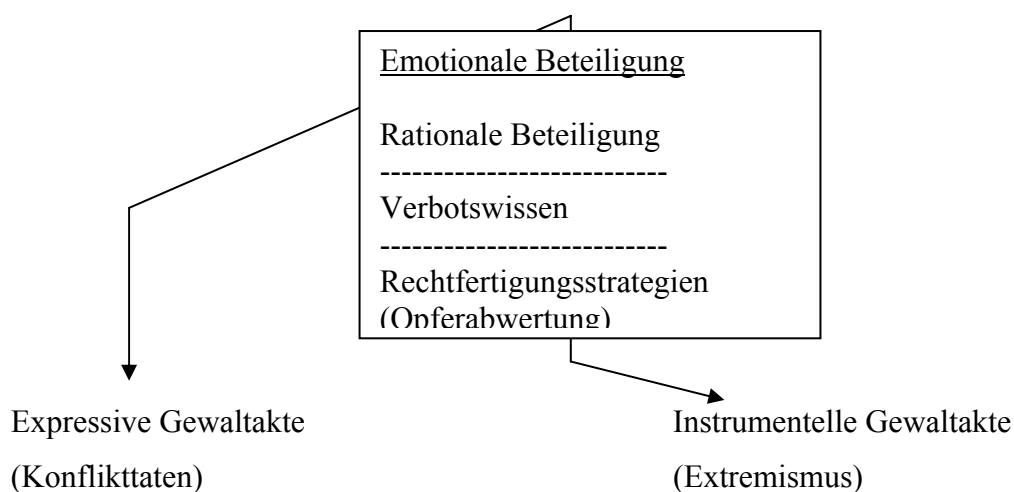 Emotionale Beteiligung
Rationale Beteiligung
---------------------------
Verbotswissen
---------------------------
Rechtfertigungsstrategien
(Opferabwertung)
Expressive Gewaltakte
(Konflikttaten)
Instrumentelle Gewaltakte
(Extremismus)